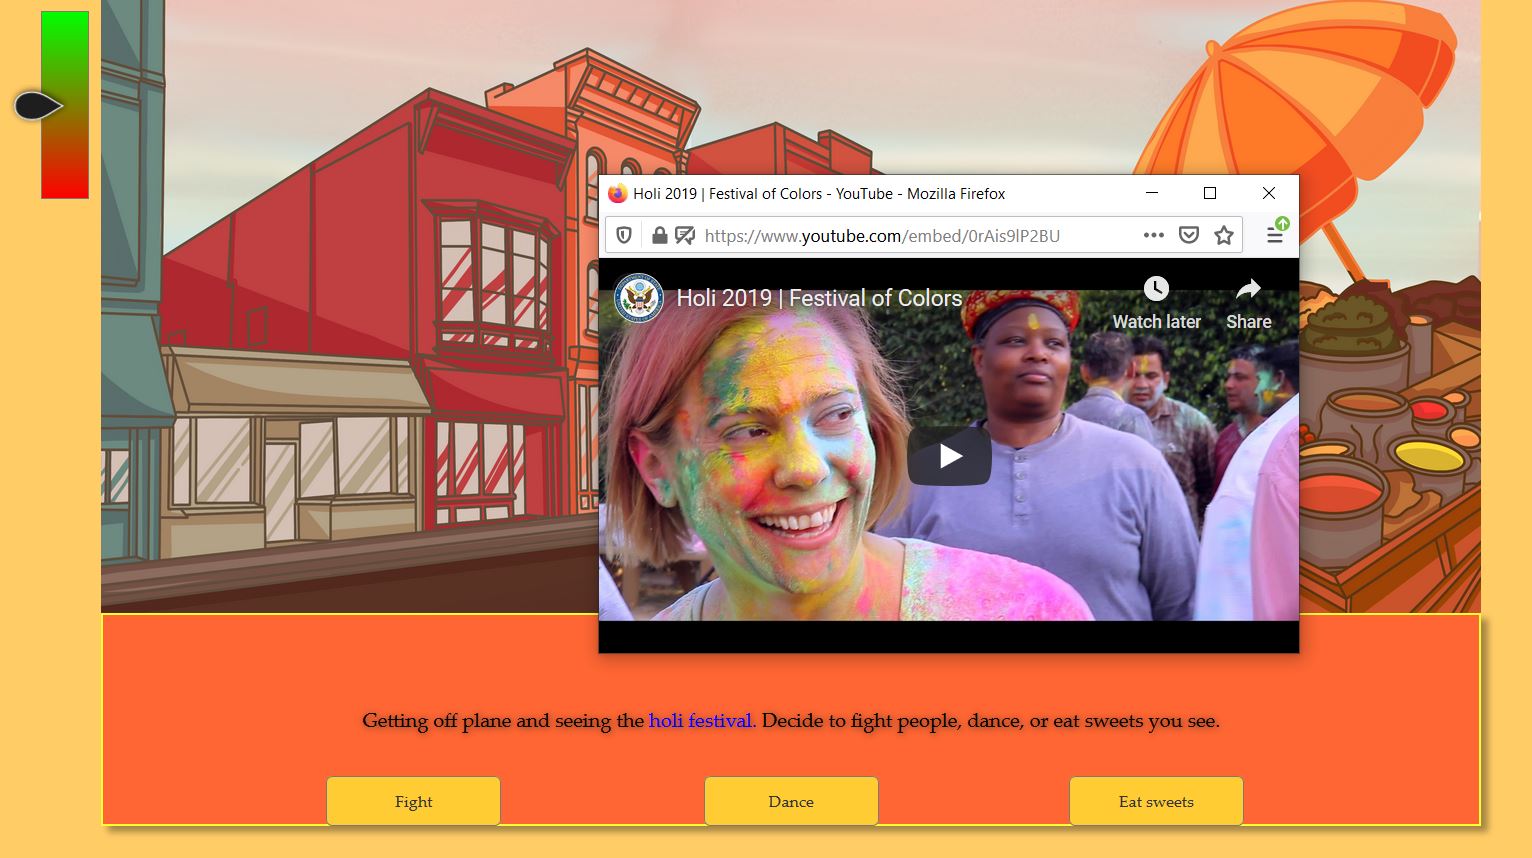 Holi 2019 | Festival of Colors - YouTube - Mozilla Firefox
https://www.youtube.com/embed/0rAis9lP2BU
Holi 2019 | Festival of Colors
Watch later
Share
Getting off plane and seeing the holi festival. Decide to fight people, dance, or eat sweets you see.
Fight
Dance
Eat sweets